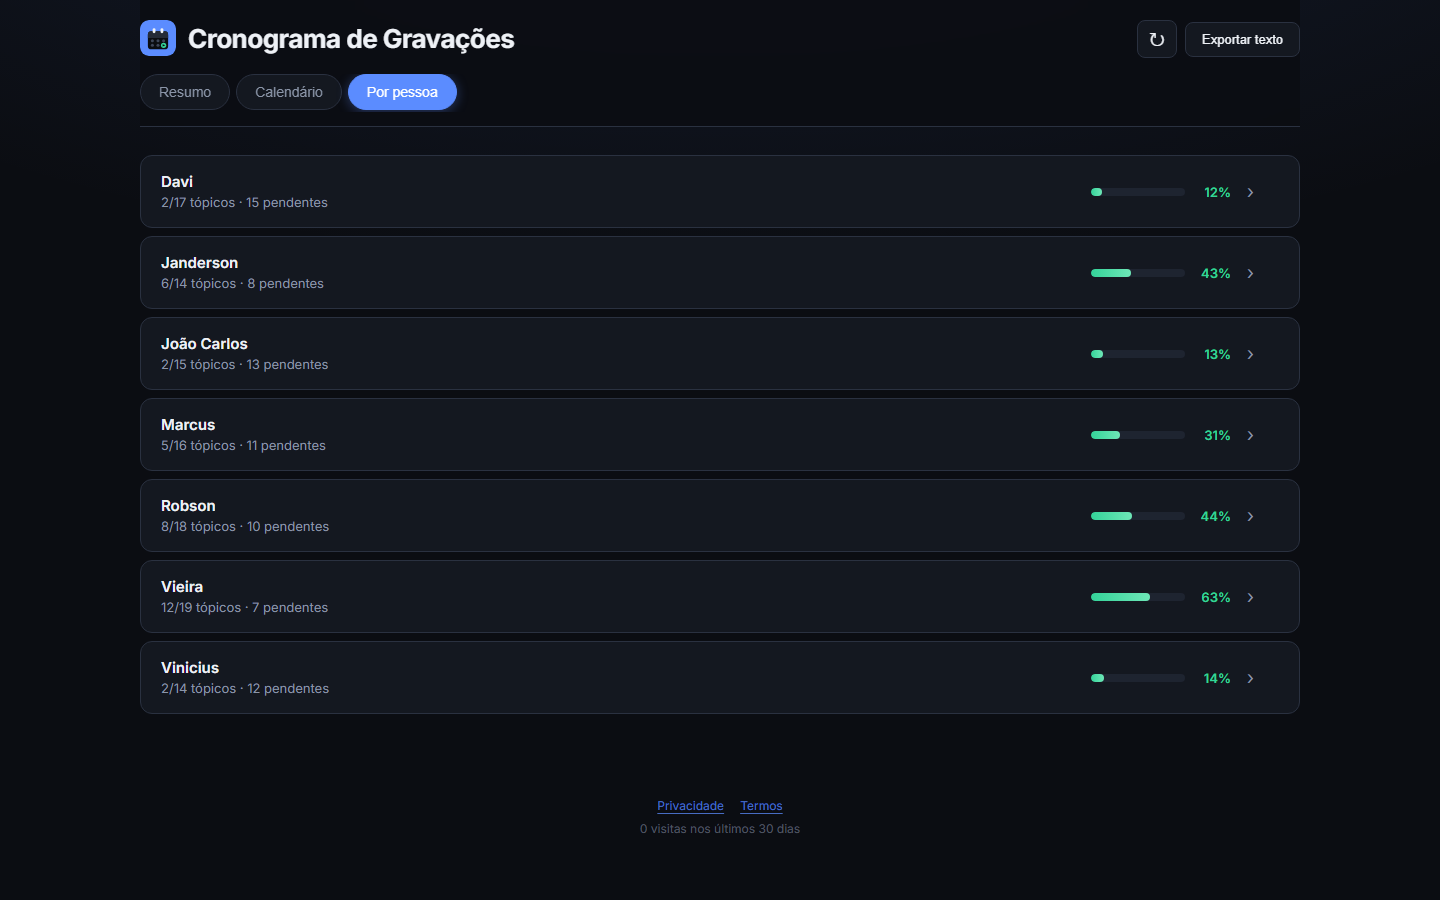 Cronograma de Gravações
↻
Exportar texto
Resumo
Calendário
Por pessoa
Davi
2/17 tópicos · 15 pendentes
12%
Janderson
6/14 tópicos · 8 pendentes
43%
João Carlos
2/15 tópicos · 13 pendentes
13%
Marcus
5/16 tópicos · 11 pendentes
31%
Robson
8/18 tópicos · 10 pendentes
44%
Vieira
12/19 tópicos · 7 pendentes
63%
Vinicius
2/14 tópicos · 12 pendentes
14%
Privacidade Termos
0 visitas nos últimos 30 dias